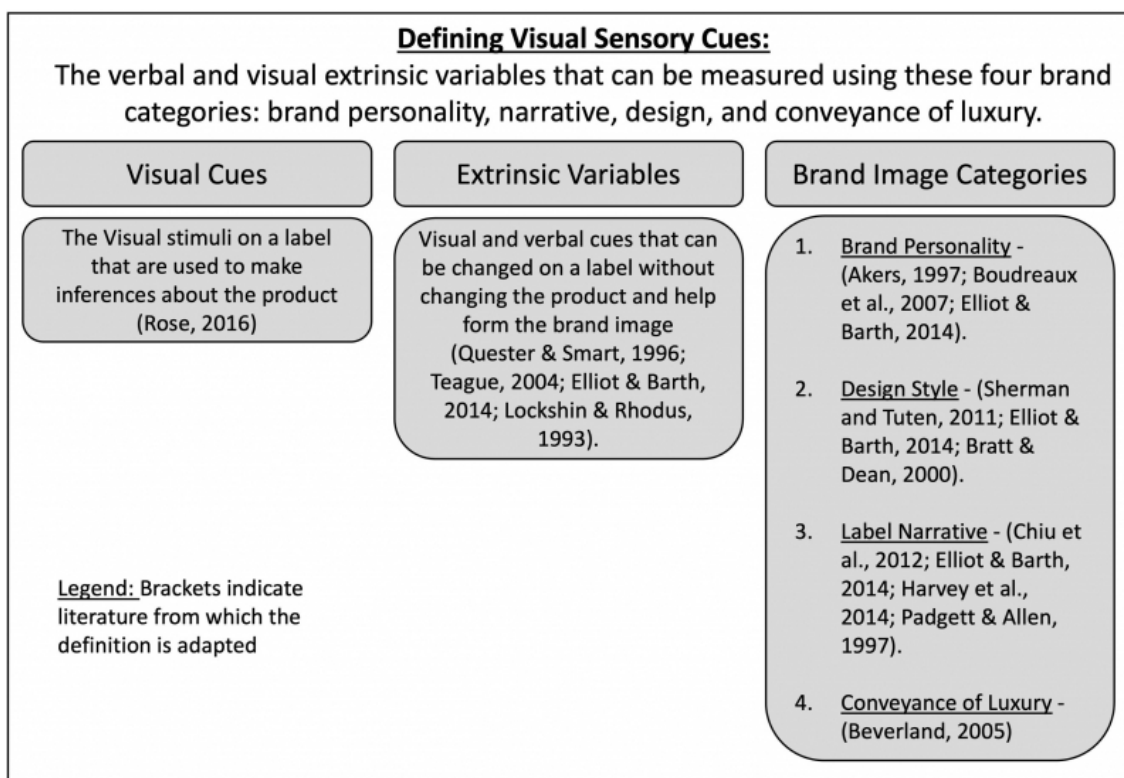 Defining Visual Sensory Cues:
The verbal and visual extrinsic variables that can be measured using these four brand
categories: brand personality, narrative, design, and conveyance of luxury.
Visual Cues
The Visual stimuli on a label
that are used to make
inferences about the product
(Rose, 2016)
Legend: Brackets indicate
literature from which the
definition is adapted
Extrinsic Variables
Visual and verbal cues that can
be changed on a label without
changing the product and help
form the brand image
(Quester & Smart, 1996;
Teague, 2004; Elliot & Barth,
2014; Lockshin & Rhodus,
1993).
Brand Image Categories
1. Brand Personality -
(Akers, 1997; Boudreaux
et al., 2007; Elliot &
Barth, 2014).
2. Design Style - (Sherman
and Tuten, 2011; Elliot &
Barth, 2014; Bratt &
Dean, 2000).
3. Label Narrative - (Chiu et
al., 2012; Elliot & Barth,
2014; Harvey et al.,
2014; Padgett & Allen,
1997).
4. Conveyance of Luxury -
(Beverland, 2005)